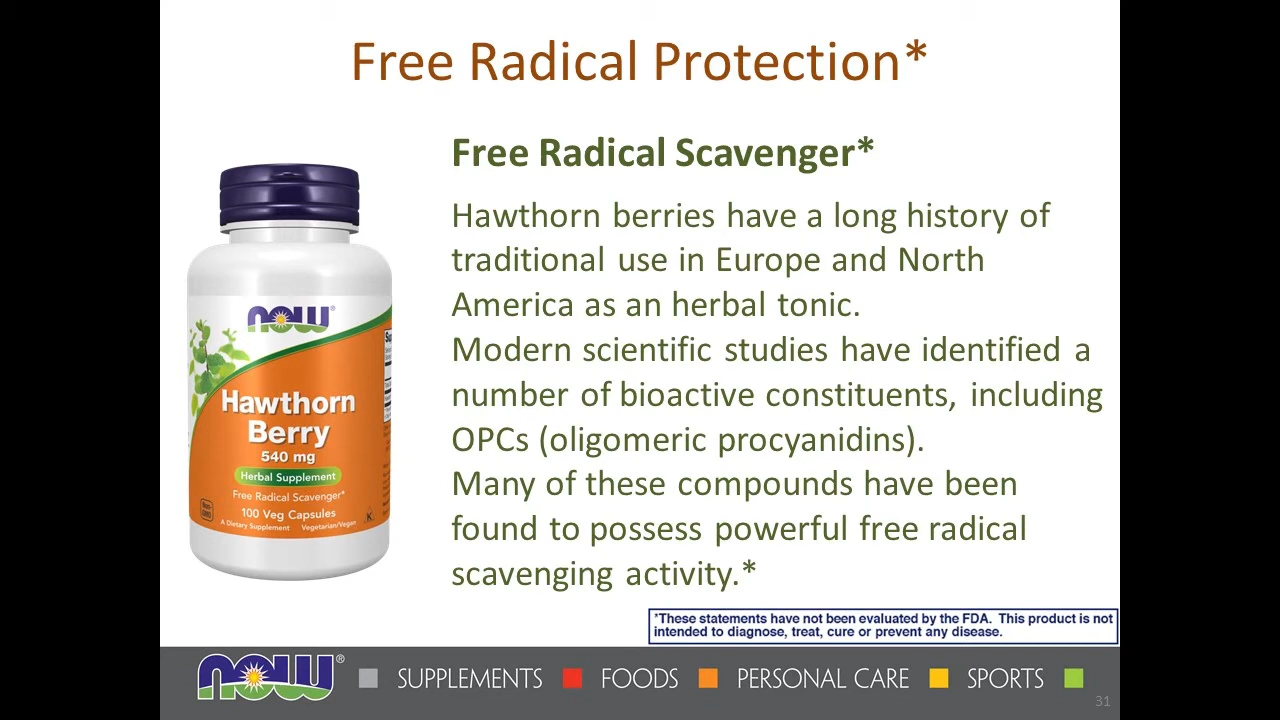 Free Radical Protection*
Free Radical Scavenger*
Hawthorn berries have a long history of
traditional use in Europe and North
America as an herbal tonic.
Modern scientific studies have identified a
number of bioactive constituents, including
OPCs (oligomeric procyanidins).
Many of these compounds have been
found to possess powerful free radical
scavenging activity.*
now®
Hawthorn
Berry
540 mg
Herbal Supplement
Free Radical Scavenger*
100 Veg Capsules
A Dietary Supplement Vegetarian/Vegan
*These statements have not been evaluated by the FDA. This product is not
intended to diagnose, treat, cure or prevent any disease.
now® SUPPLEMENTS FOODS PERSONAL CARE SPORTS
31